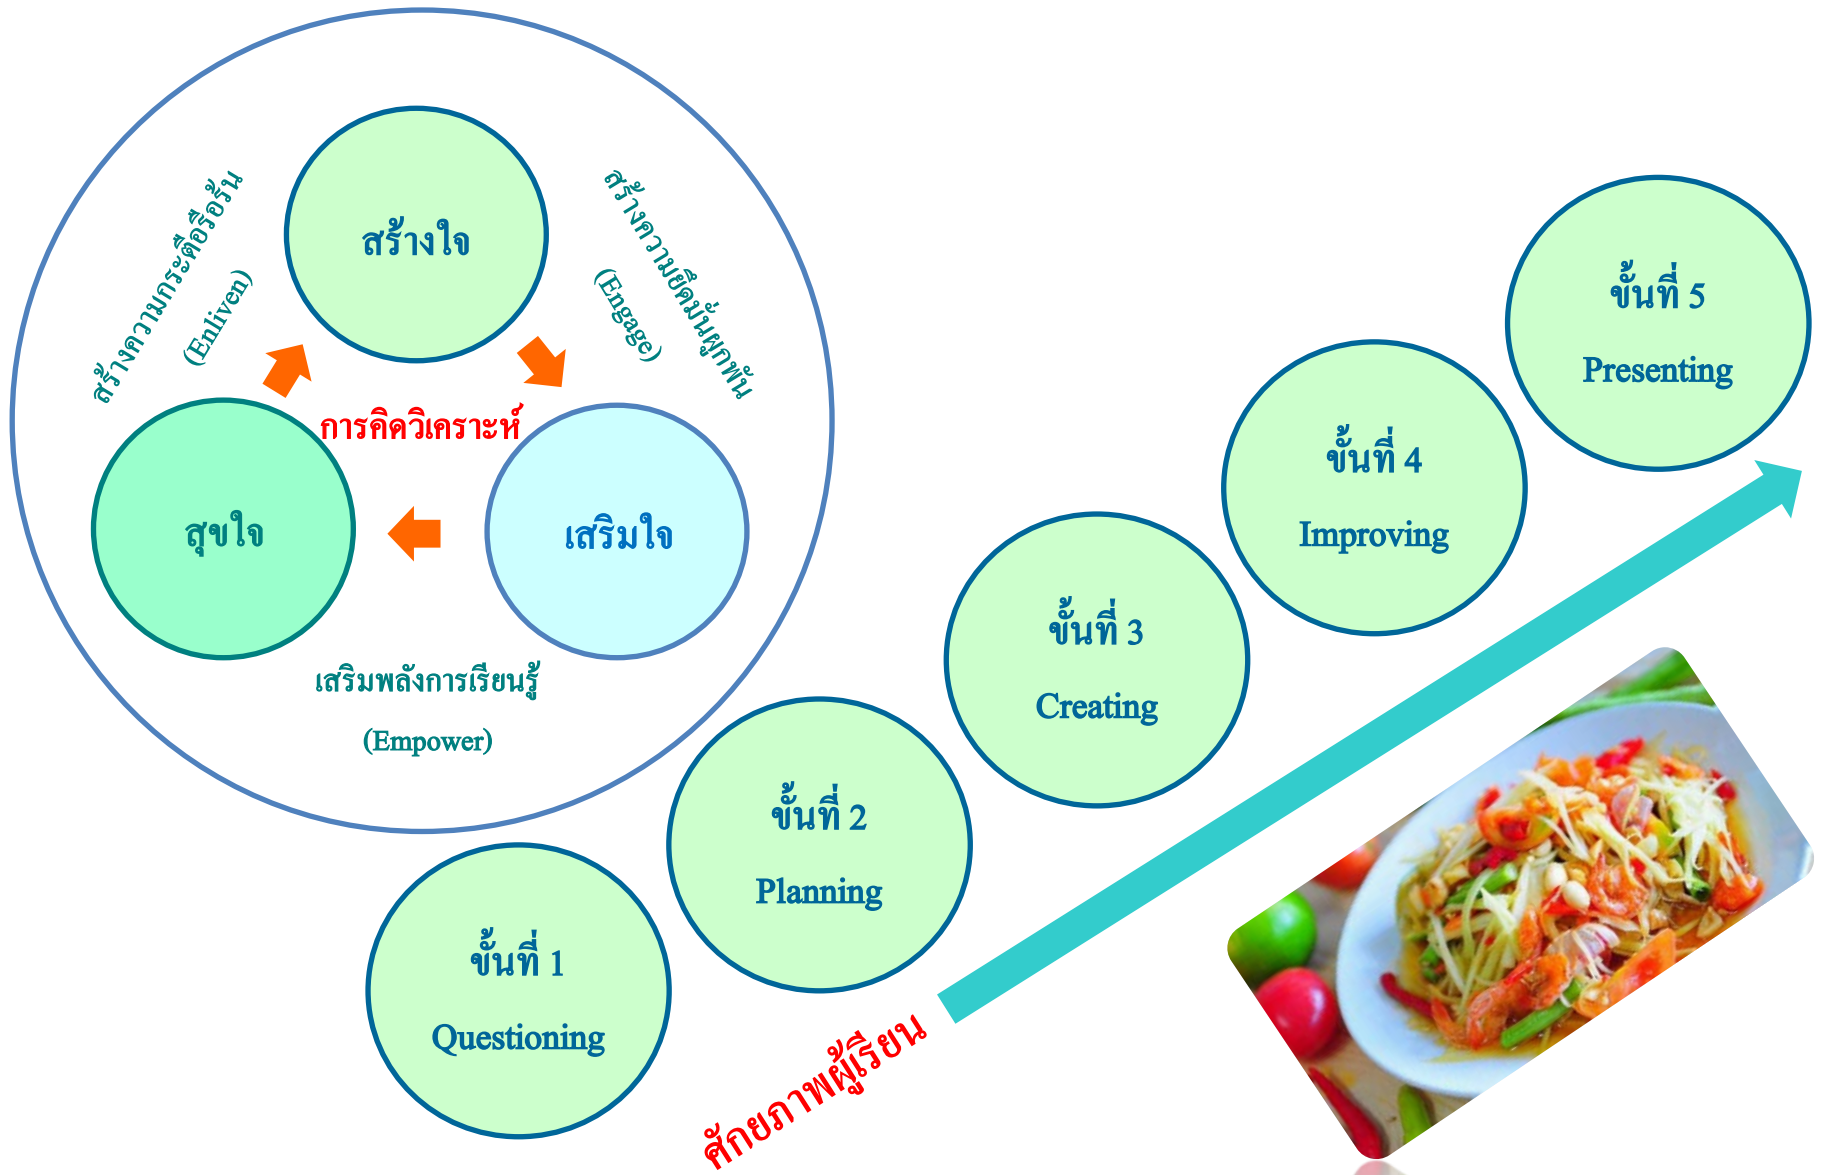 สร้างใจ
สร้างความกระตือรือร้น
(Enliven)
สร้างความยึดมั่นผูกพัน
(Engage)
การคิดวิเคราะห์
สุขใจ
เสริมใจ
เสริมพลังการเรียนรู้
(Empower)
ขั้นที่ 1
Questioning
ขั้นที่ 2
Planning
ขั้นที่ 3
Creating
ขั้นที่ 4
Improving
ขั้นที่ 5
Presenting
ศักยภาพผู้เรียน